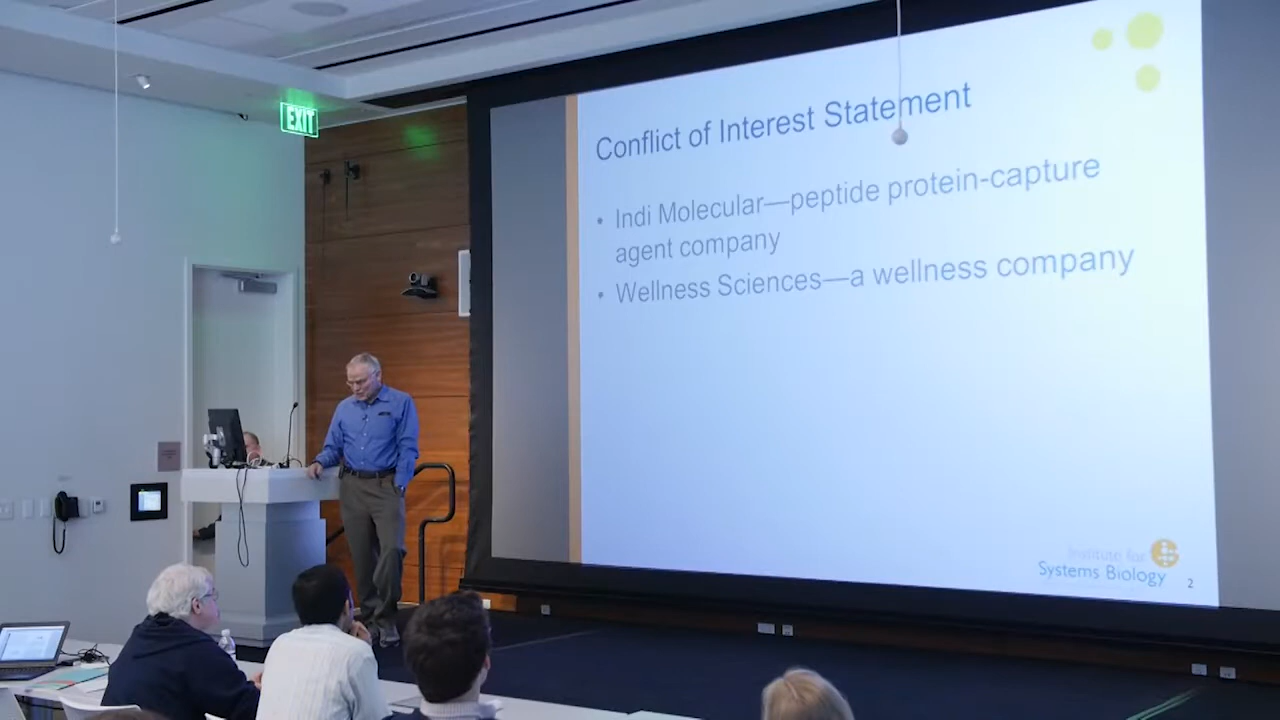 EXIT
Conflict of Interest Statement
• Indi Molecular—peptide protein-capture
agent company
• Wellness Sciences—a wellness company
Institute for
Systems Biology
2